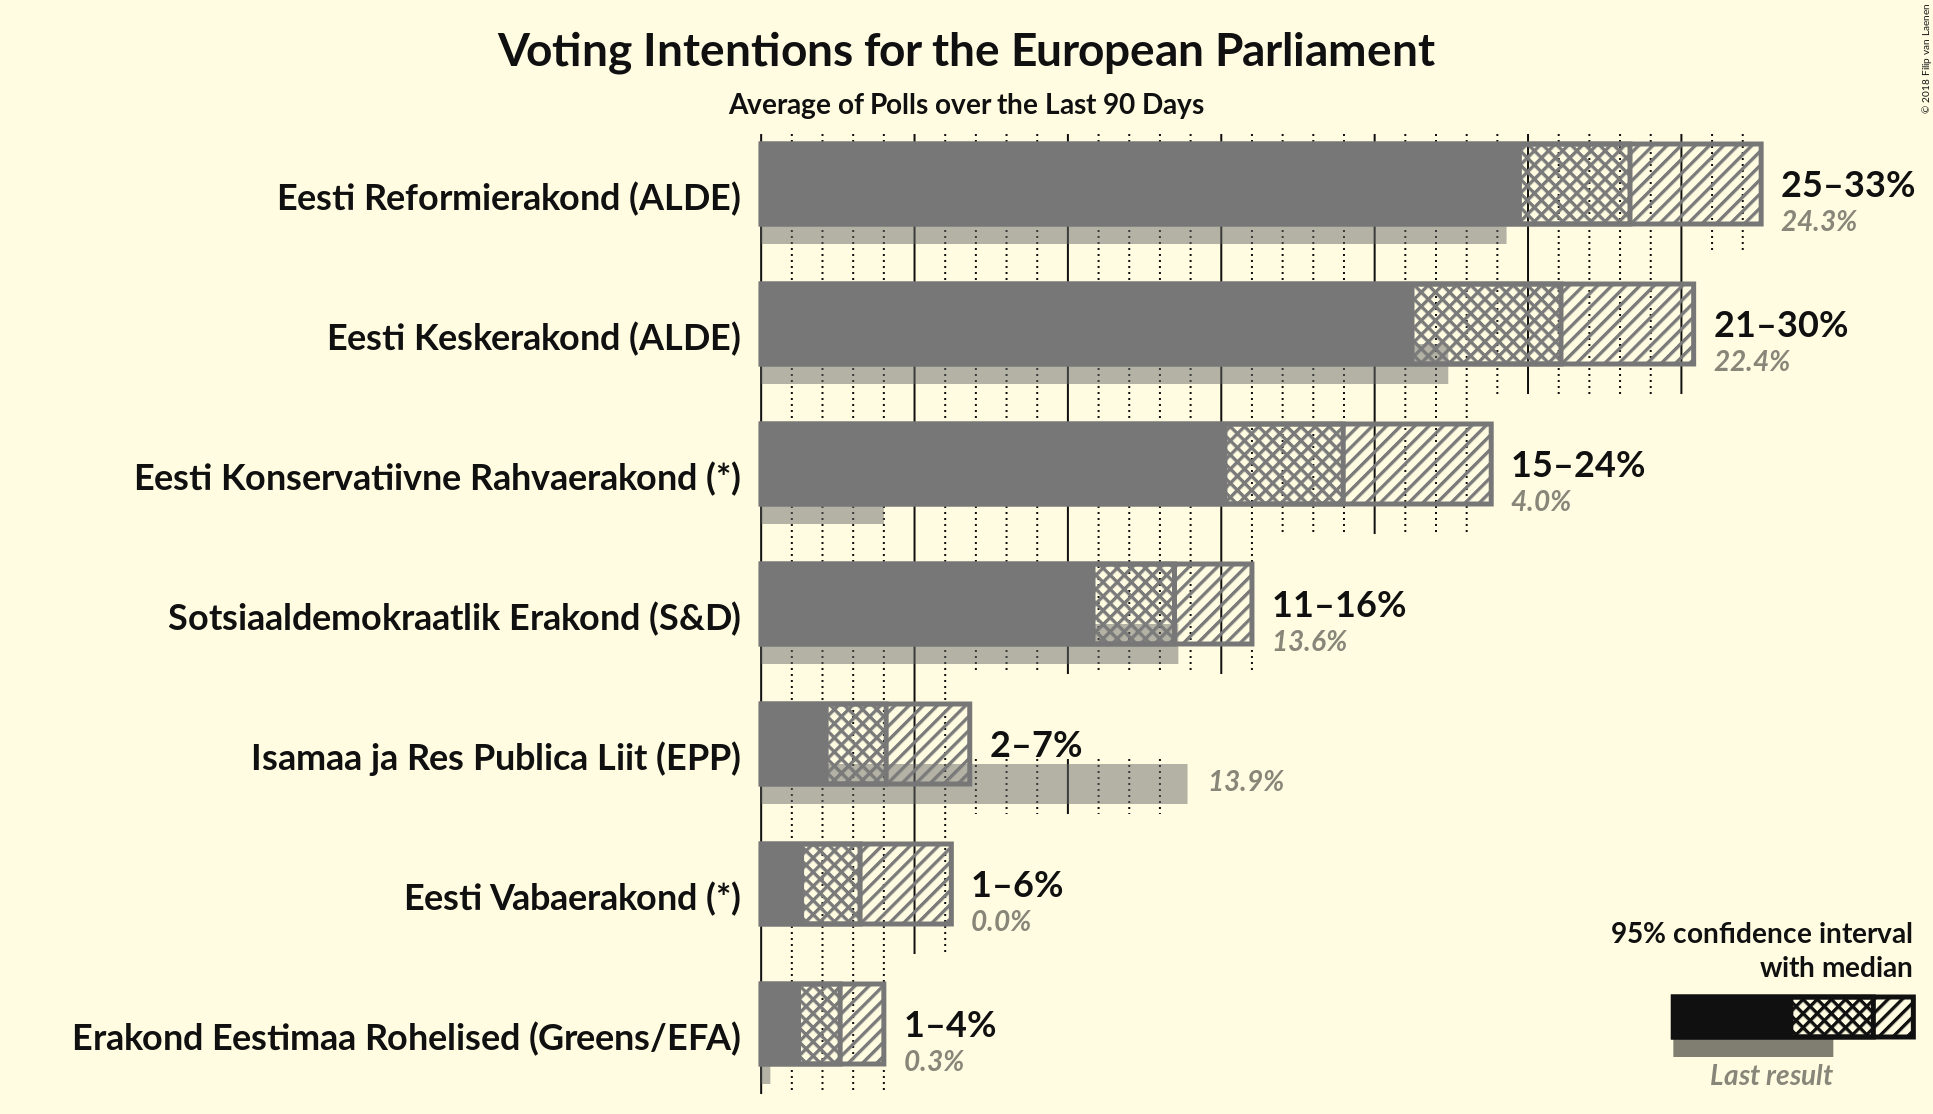 Voting Intentions for the European Parliament
Average of Polls over the Last 90 Days
© 2018 Filip van Laenen
Eesti Reformierakond (ALDE)
25–33%
24.3%
Eesti Keskerakond (ALDE)
21–30%
22.4%
Eesti Konservatiivne Rahvaerakond (*)
15–24%
4.0%
Sotsiaaldemokraatlik Erakond (S&D)
11–16%
13.6%
Isamaa ja Res Publica Liit (EPP)
2–7%
13.9%
Eesti Vabaerakond (*)
1–6%
0.0%
Erakond Eestimaa Rohelised (Greens/EFA)
1–4%
0.3%
95% confidence interval
with median
Last result